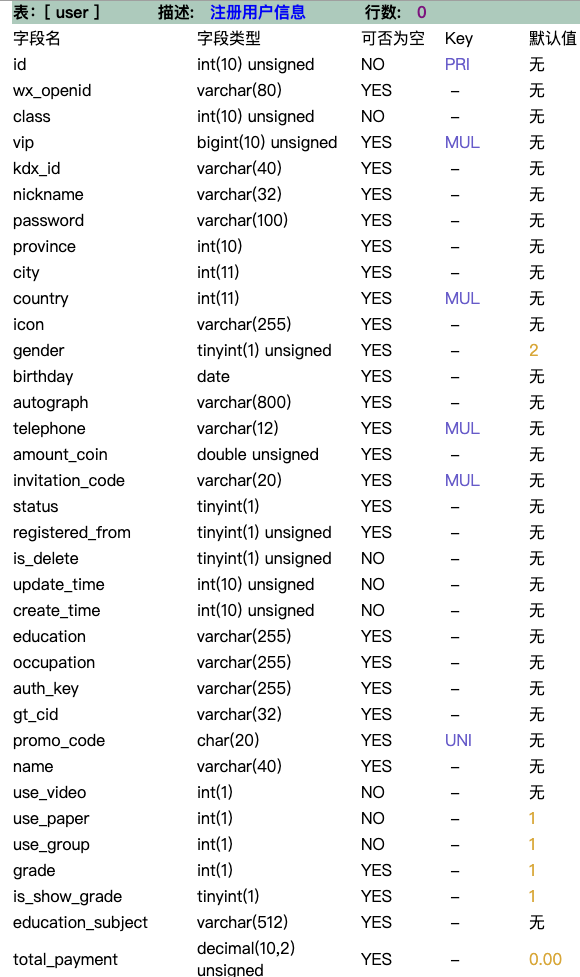 表：[ user ] 描述： 注册用户信息 行数： 0
字段名 字段类型 可否为空 Key 默认值
id int(10) unsigned NO PRI 无
wx_openid varchar(80) YES – 无
class int(10) unsigned NO – 无
vip bigint(10) unsigned YES MUL 无
kdx_id varchar(40) YES – 无
nickname varchar(32) YES – 无
password varchar(100) YES – 无
province int(10) YES – 无
city int(11) YES – 无
country int(11) YES MUL 无
icon varchar(255) YES – 无
gender tinyint(1) unsigned YES – 2
birthday date YES – 无
autograph varchar(800) YES – 无
telephone varchar(12) YES MUL 无
amount_coin double unsigned YES – 无
invitation_code varchar(20) YES MUL 无
status tinyint(1) YES – 无
registered_from tinyint(1) unsigned YES – 无
is_delete tinyint(1) unsigned NO – 无
update_time int(10) unsigned NO – 无
create_time int(10) unsigned NO – 无
education varchar(255) YES – 无
occupation varchar(255) YES – 无
auth_key varchar(255) YES – 无
gt_cid varchar(32) YES – 无
promo_code char(20) YES UNI 无
name varchar(40) YES – 无
use_video int(1) NO – 无
use_paper int(1) NO – 1
use_group int(1) NO – 1
grade int(1) YES – 1
is_show_grade tinyint(1) YES – 1
education_subject varchar(512) YES – 无
total_payment decimal(10,2) unsigned YES – 0.00